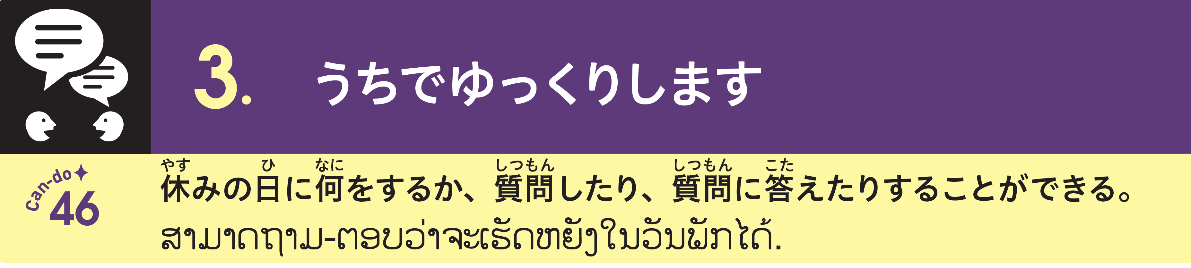 3. うちでゆっくりします
やす ひ なに しつもん しつもん こた
Can-do 46
休みの日に何をするか、質問したり、質問に答えたりすることができる。
ສາມາດຖາມ-ຕອບວ່າຈະເຮັດຫຍັງໃນວັນພັກໄດ້.